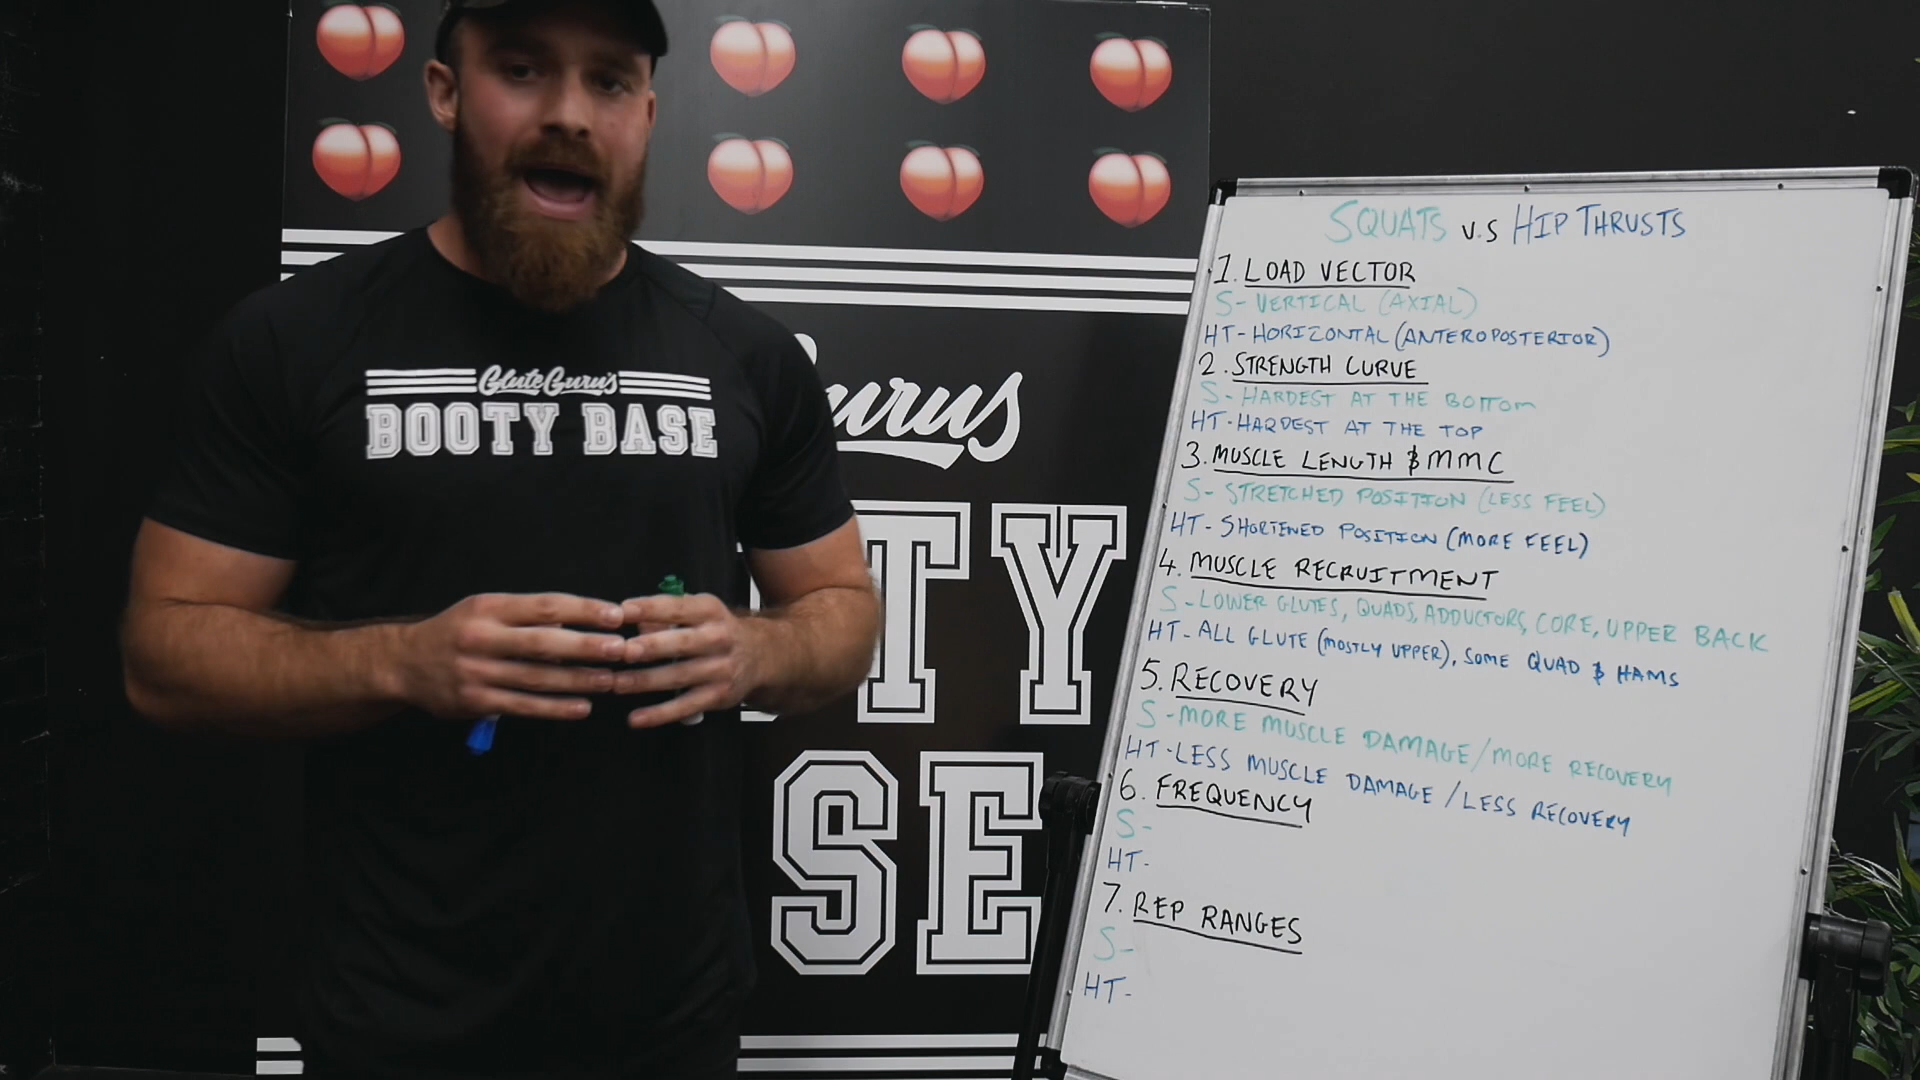 GluteGuru's
BOOTY BASE
urus
TY
SE
SQUATS V.S HIP THRUSTS
1. LOAD VECTOR
S- VERTICAL (AXIAL)
HT- HORIZONTAL (ANTEROPOSTERIOR)
2. STRENGTH CURVE
S- HARDEST AT THE BOTTOM
HT- HARDEST AT THE TOP
3. MUSCLE LENGTH & MMC
S- STRETCHED POSITION (LESS FEEL)
HT- SHORTENED POSITION (MORE FEEL)
4. MUSCLE RECRUITMENT
S- LOWER GLUTES, QUADS, ADDUCTORS, CORE, UPPER BACK
HT- ALL GLUTE (MOSTLY UPPER), SOME QUAD & HAMS
5. RECOVERY
S- MORE MUSCLE DAMAGE/MORE RECOVERY
HT- LESS MUSCLE DAMAGE/LESS RECOVERY
6. FREQUENCY
S-
HT-
7. REP RANGES
S-
HT-